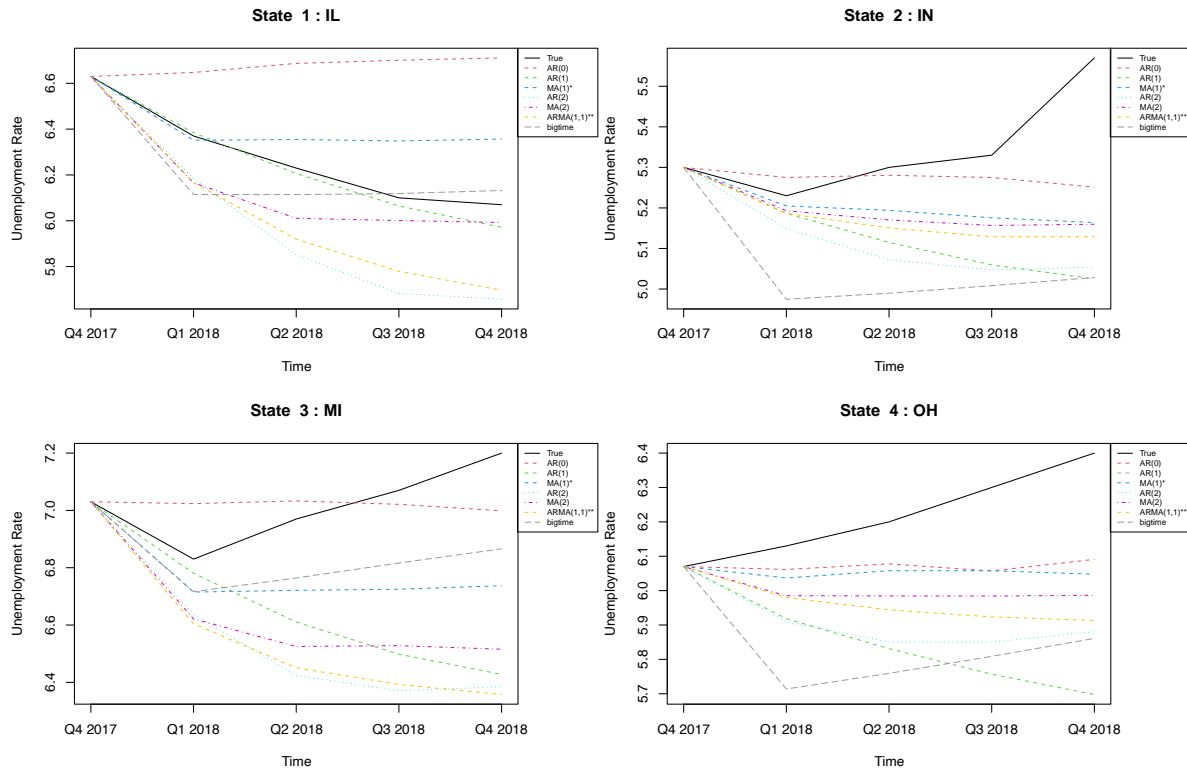 State 1 : IL
Unemployment Rate
6.6
6.4
6.2
6.0
5.8
Q4 2017 Q1 2018 Q2 2018 Q3 2018 Q4 2018
Time
True
AR(0)
AR(1)
MA(1)*
AR(2)
MA(2)
ARMA(1,1)**
bigtime
State 2 : IN
Unemployment Rate
5.5
5.4
5.3
5.2
5.1
5.0
Q4 2017 Q1 2018 Q2 2018 Q3 2018 Q4 2018
Time
True
AR(0)
AR(1)
MA(1)*
AR(2)
MA(2)
ARMA(1,1)**
bigtime
State 3 : MI
Unemployment Rate
7.2
7.0
6.8
6.6
6.4
Q4 2017 Q1 2018 Q2 2018 Q3 2018 Q4 2018
Time
True
AR(0)
AR(1)
MA(1)*
AR(2)
MA(2)
ARMA(1,1)**
bigtime
State 4 : OH
Unemployment Rate
6.4
6.3
6.2
6.1
6.0
5.9
5.8
5.7
Q4 2017 Q1 2018 Q2 2018 Q3 2018 Q4 2018
Time
True
AR(0)
AR(1)
MA(1)*
AR(2)
MA(2)
ARMA(1,1)**
bigtime